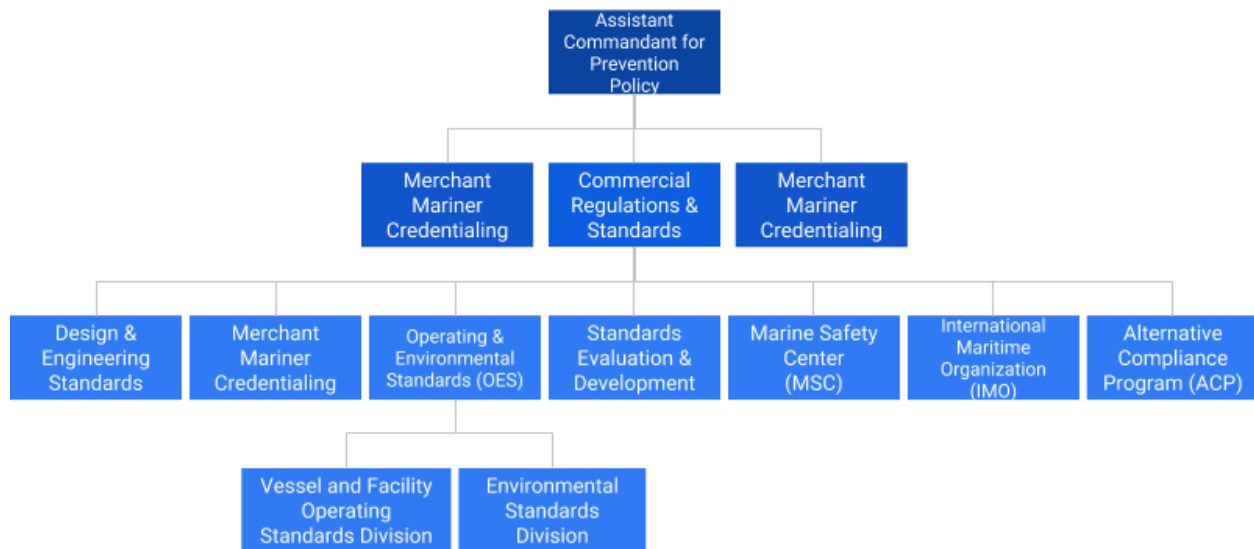 Assistant
Commandant for
Prevention
Policy
Merchant
Mariner
Credentialing
Commercial
Regulations &
Standards
Merchant
Mariner
Credentialing
Design &
Engineering
Standards
Merchant
Mariner
Credentialing
Operating &
Environmental
Standards (OES)
Standards
Evaluation &
Development
Marine Safety
Center
(MSC)
International
Maritime
Organization
(IMO)
Alternative
Compliance
Program (ACP)
Vessel and Facility
Operating
Standards Division
Environmental
Standards
Division